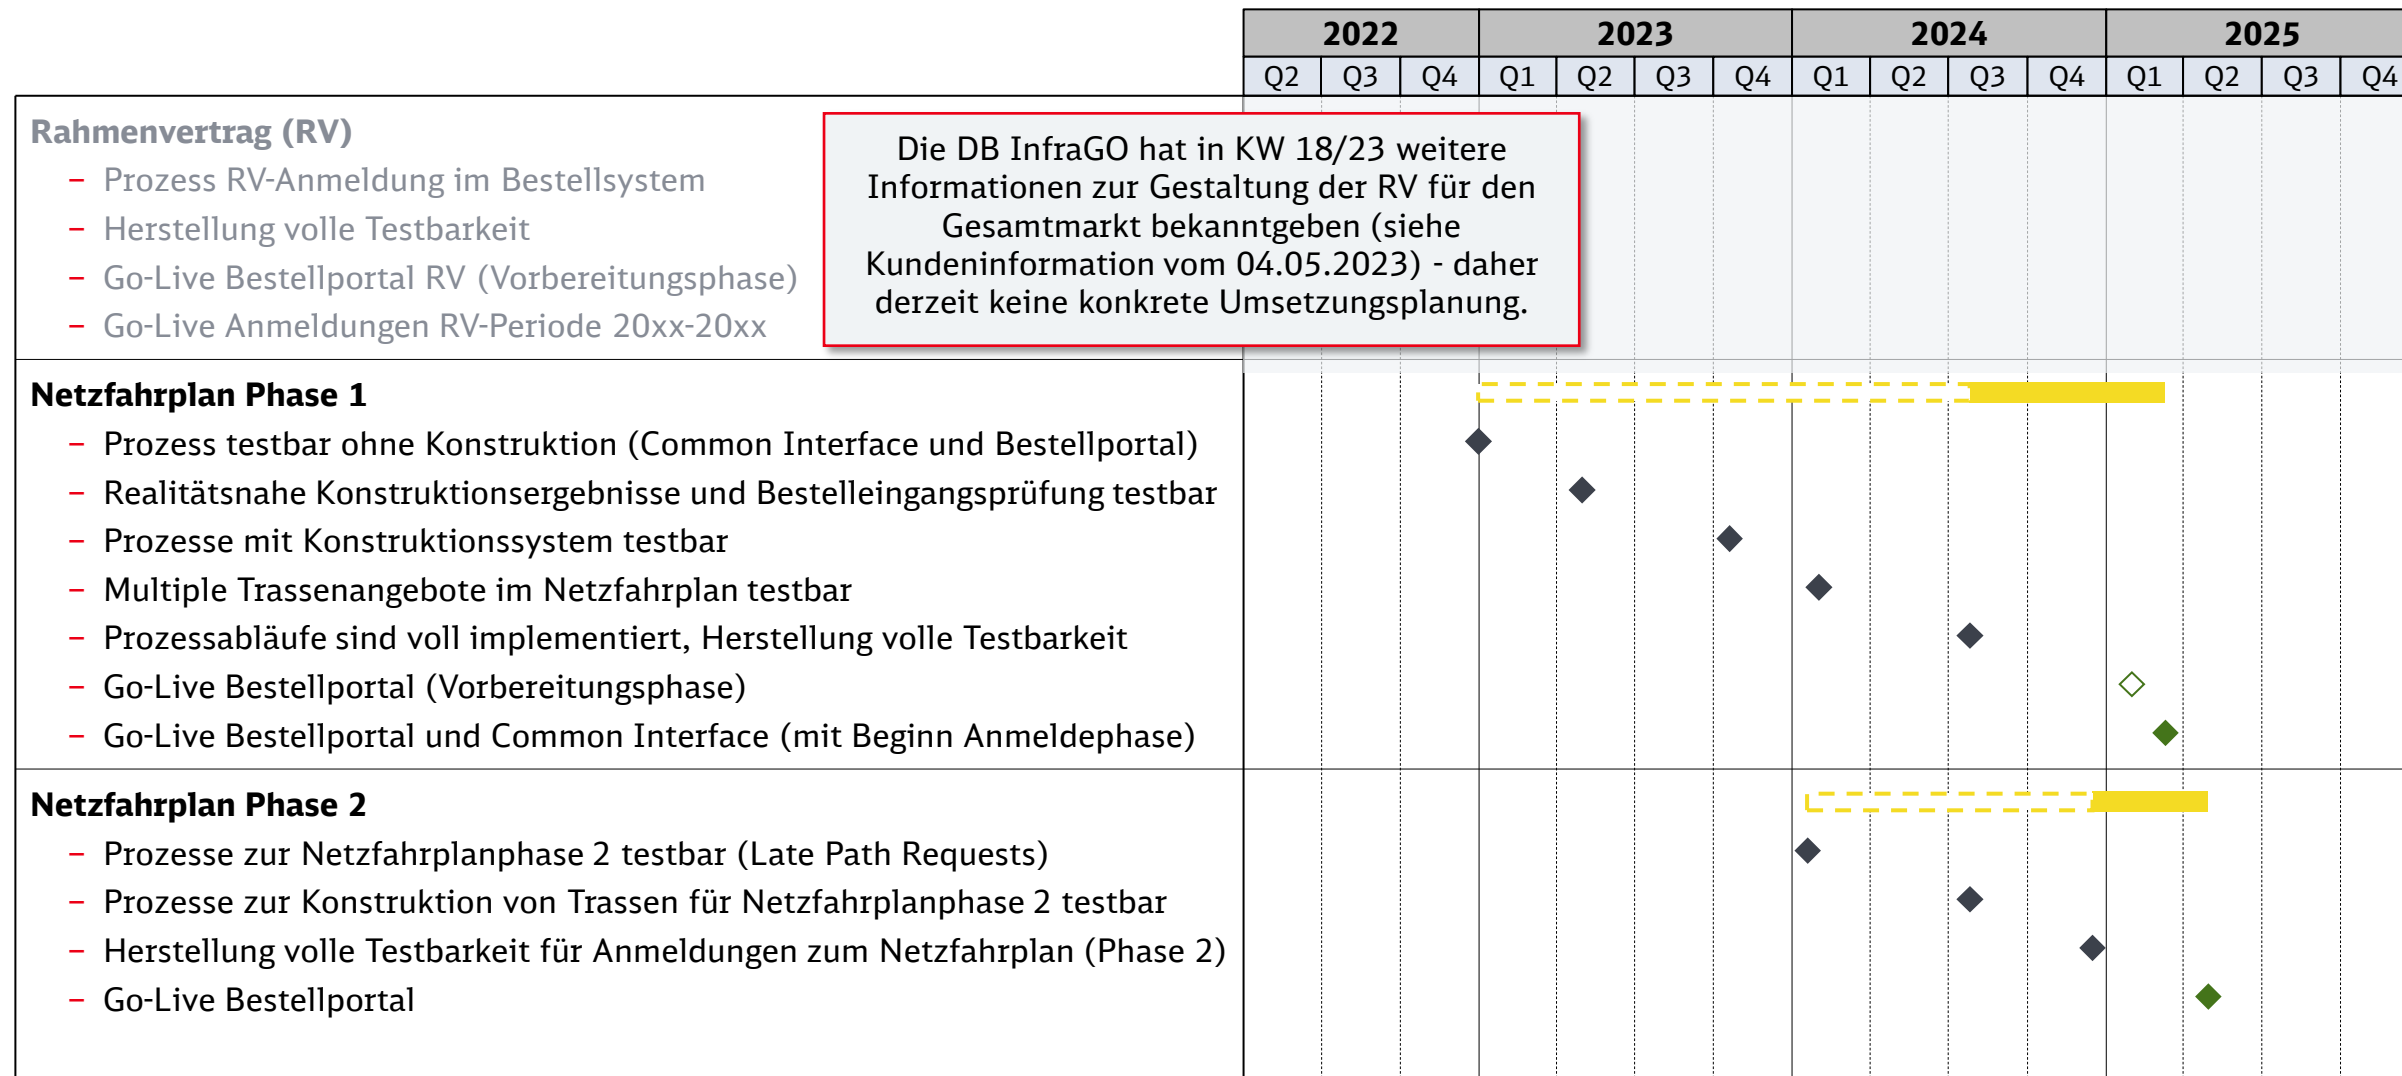 2022 2023 2024 2025
Q2 Q3 Q4 Q1 Q2 Q3 Q4 Q1 Q2 Q3 Q4 Q1 Q2 Q3 Q4
Rahmenvertrag (RV)
– Prozess RV-Anmeldung im Bestellsystem
– Herstellung volle Testbarkeit
– Go-Live Bestellportal RV (Vorbereitungsphase)
– Go-Live Anmeldungen RV-Periode 20xx-20xx
Die DB InfraGO hat in KW 18/23 weitere
Informationen zur Gestaltung der RV für den
Gesamtmarkt bekanntgeben (siehe
Kundeninformation vom 04.05.2023) - daher
derzeit keine konkrete Umsetzungsplanung.
Netzfahrplan Phase 1
– Prozess testbar ohne Konstruktion (Common Interface und Bestellportal)
– Realitätsnahe Konstruktionsergebnisse und Bestelleingangsprüfung testbar
– Prozesse mit Konstruktionssystem testbar
– Multiple Trassenangebote im Netzfahrplan testbar
– Prozessabläufe sind voll implementiert, Herstellung volle Testbarkeit
– Go-Live Bestellportal (Vorbereitungsphase)
– Go-Live Bestellportal und Common Interface (mit Beginn Anmeldephase)
Netzfahrplan Phase 2
– Prozesse zur Netzfahrplanphase 2 testbar (Late Path Requests)
– Prozesse zur Konstruktion von Trassen für Netzfahrplanphase 2 testbar
– Herstellung volle Testbarkeit für Anmeldungen zum Netzfahrplan (Phase 2)
– Go-Live Bestellportal